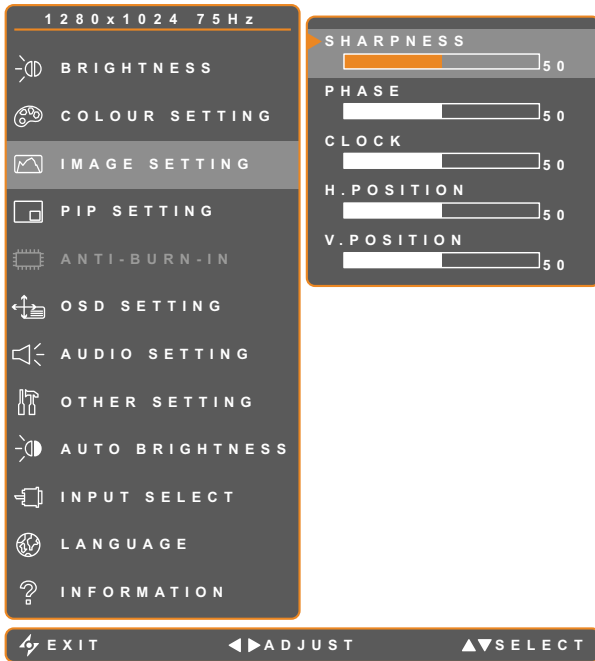 1280x1024 75Hz
BRIGHTNESS
COLOUR SETTING
IMAGE SETTING
PIP SETTING
ANTI-BURN-IN
OSD SETTING
AUDIO SETTING
OTHER SETTING
AUTO BRIGHTNESS
INPUT SELECT
LANGUAGE
INFORMATION
SHARPNESS
50
PHASE
50
CLOCK
50
H.POSITION
50
V.POSITION
50
EXIT ◀▶ADJUST ▲▼SELECT